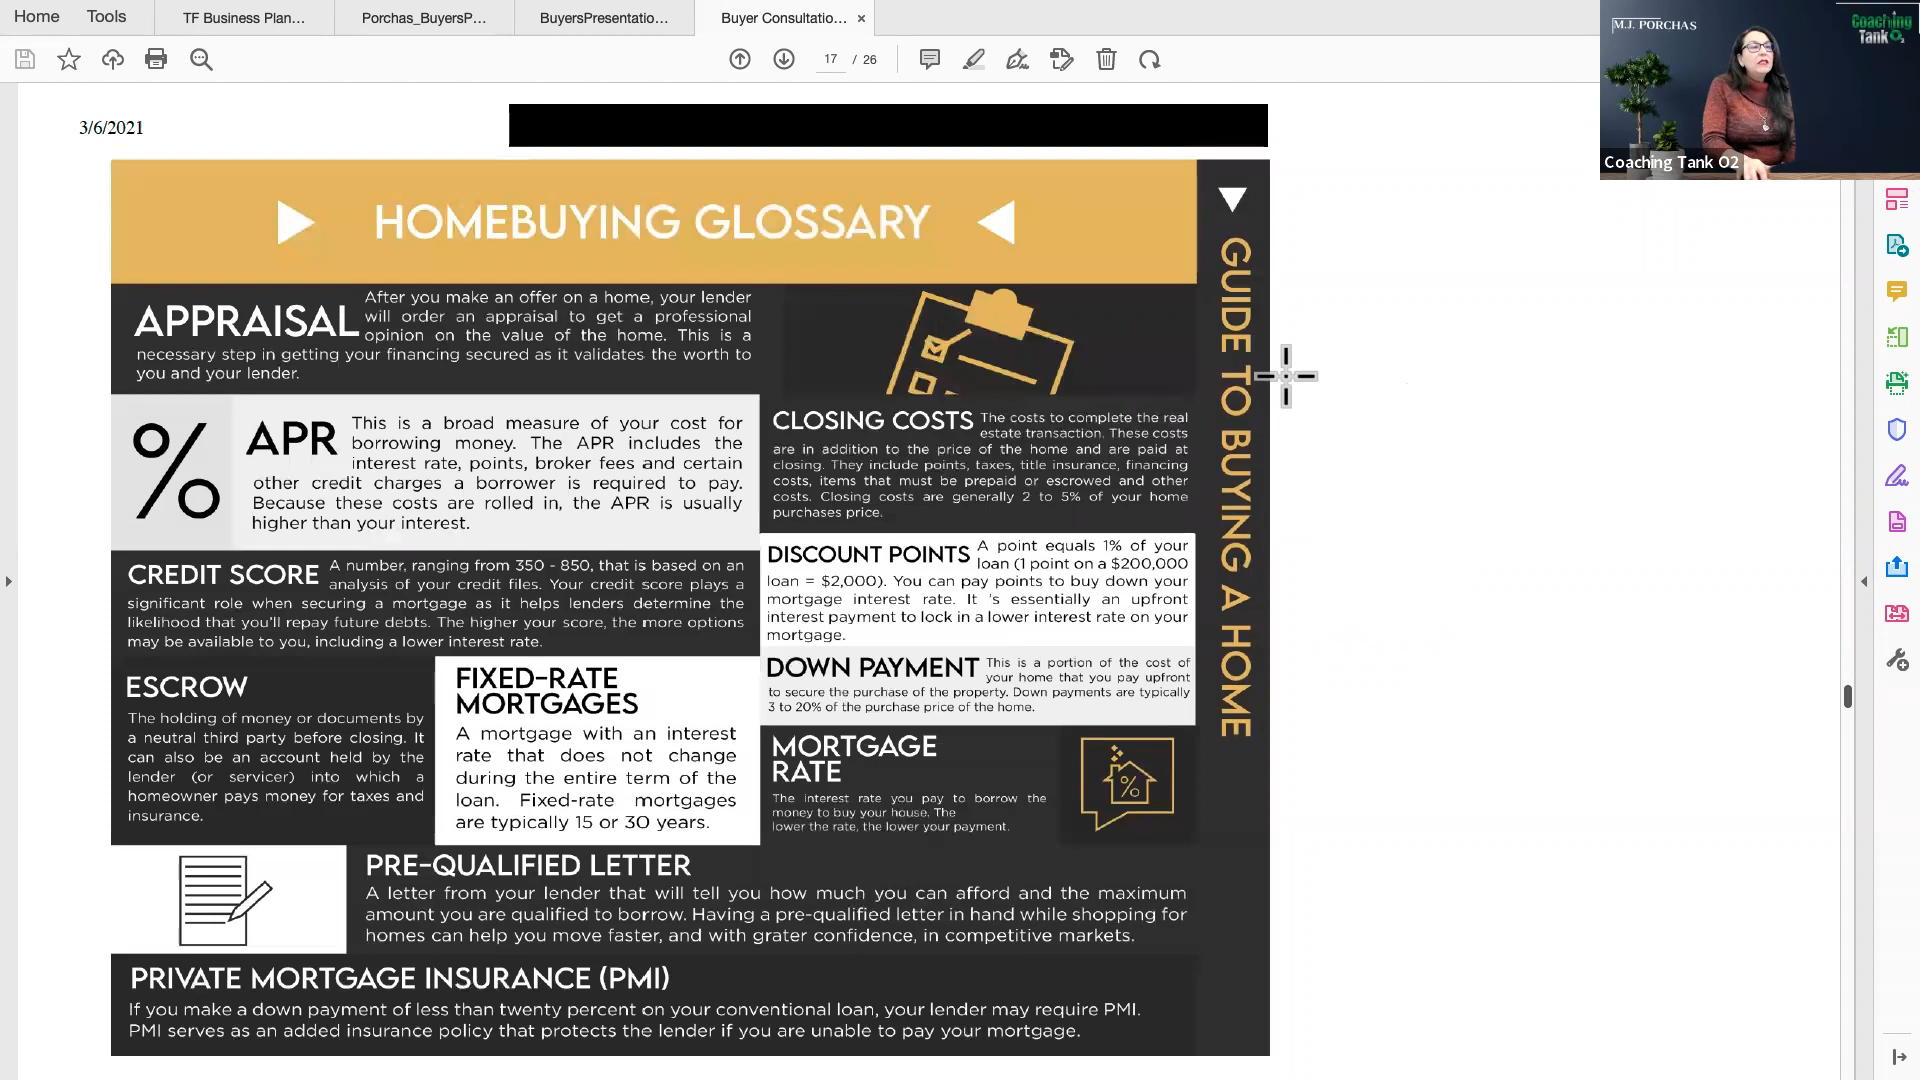 Home
Tools
TF Business Plan...
Porchas_BuyersP...
BuyersPresentatio...
Buyer Consultatio...
17 / 26
M.J. PORCHAS
Coaching
Tank O2
Coaching Tank O2
3/6/2021
HOMEBUYING GLOSSARY
GUIDE TO BUYING A HOME
APPRAISAL
After you make an offer on a home, your lender
will order an appraisal to get a professional
opinion on the value of the home. This is a
necessary step in getting your financing secured as it validates the worth to
you and your lender.
%
APR
This is a broad measure of your cost for
borrowing money. The APR includes the
interest rate, points, broker fees and certain
other credit charges a borrower is required to pay.
Because these costs are rolled in, the APR is usually
higher than your interest.
CREDIT SCORE
A number, ranging from 350 - 850, that is based on an
analysis of your credit files. Your credit score plays a
significant role when securing a mortgage as it helps lenders determine the
likelihood that you'll repay future debts. The higher your score, the more options
may be available to you, including a lower interest rate.
ESCROW
The holding of money or documents by
a neutral third party before closing. It
can also be an account held by the
lender (or servicer) into which a
homeowner pays money for taxes and
insurance.
FIXED-RATE
MORTGAGES
A mortgage with an interest
rate that does not change
during the entire term of the
loan. Fixed-rate mortgages
are typically 15 or 30 years.
CLOSING COSTS
The costs to complete the real
estate transaction. These costs
are in addition to the price of the home and are paid at
closing. They include points, taxes, title insurance, financing
costs, items that must be prepaid or escrowed and other
costs. Closing costs are generally 2 to 5% of your home
purchases price.
DISCOUNT POINTS
A point equals 1% of your
loan (1 point on a $200,000
loan = $2,000). You can pay points to buy down your
mortgage interest rate. It 's essentially an upfront
interest payment to lock in a lower interest rate on your
mortgage.
DOWN PAYMENT
This is a portion of the cost of
your home that you pay upfront
to secure the purchase of the property. Down payments are typically
3 to 20% of the purchase price of the home.
MORTGAGE
RATE
The interest rate you pay to borrow the
money to buy your house. The
lower the rate, the lower your payment.
%
PRE-QUALIFIED LETTER
A letter from your lender that will tell you how much you can afford and the maximum
amount you are qualified to borrow. Having a pre-qualified letter in hand while shopping for
homes can help you move faster, and with grater confidence, in competitive markets.
PRIVATE MORTGAGE INSURANCE (PMI)
If you make a down payment of less than twenty percent on your conventional loan, your lender may require PMI.
PMI serves as an added insurance policy that protects the lender if you are unable to pay your mortgage.